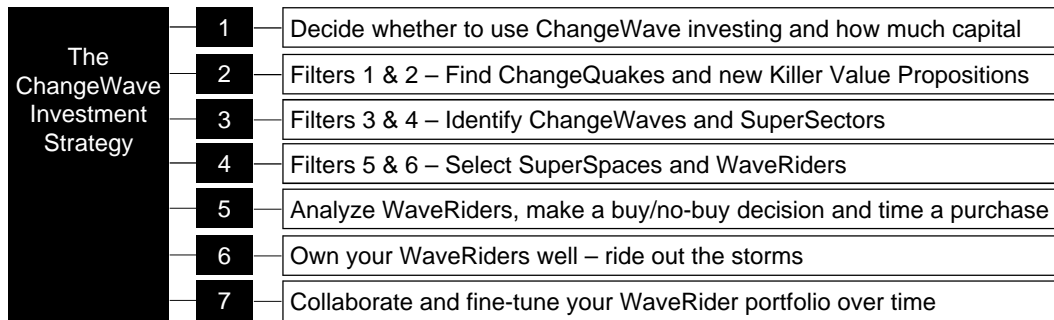 The
ChangeWave
Investment
Strategy
1 Decide whether to use ChangeWave investing and how much capital
2 Filters 1 & 2 – Find ChangeQuakes and new Killer Value Propositions
3 Filters 3 & 4 – Identify ChangeWaves and SuperSectors
4 Filters 5 & 6 – Select SuperSpaces and WaveRiders
5 Analyze WaveRiders, make a buy/no-buy decision and time a purchase
6 Own your WaveRiders well – ride out the storms
7 Collaborate and fine-tune your WaveRider portfolio over time